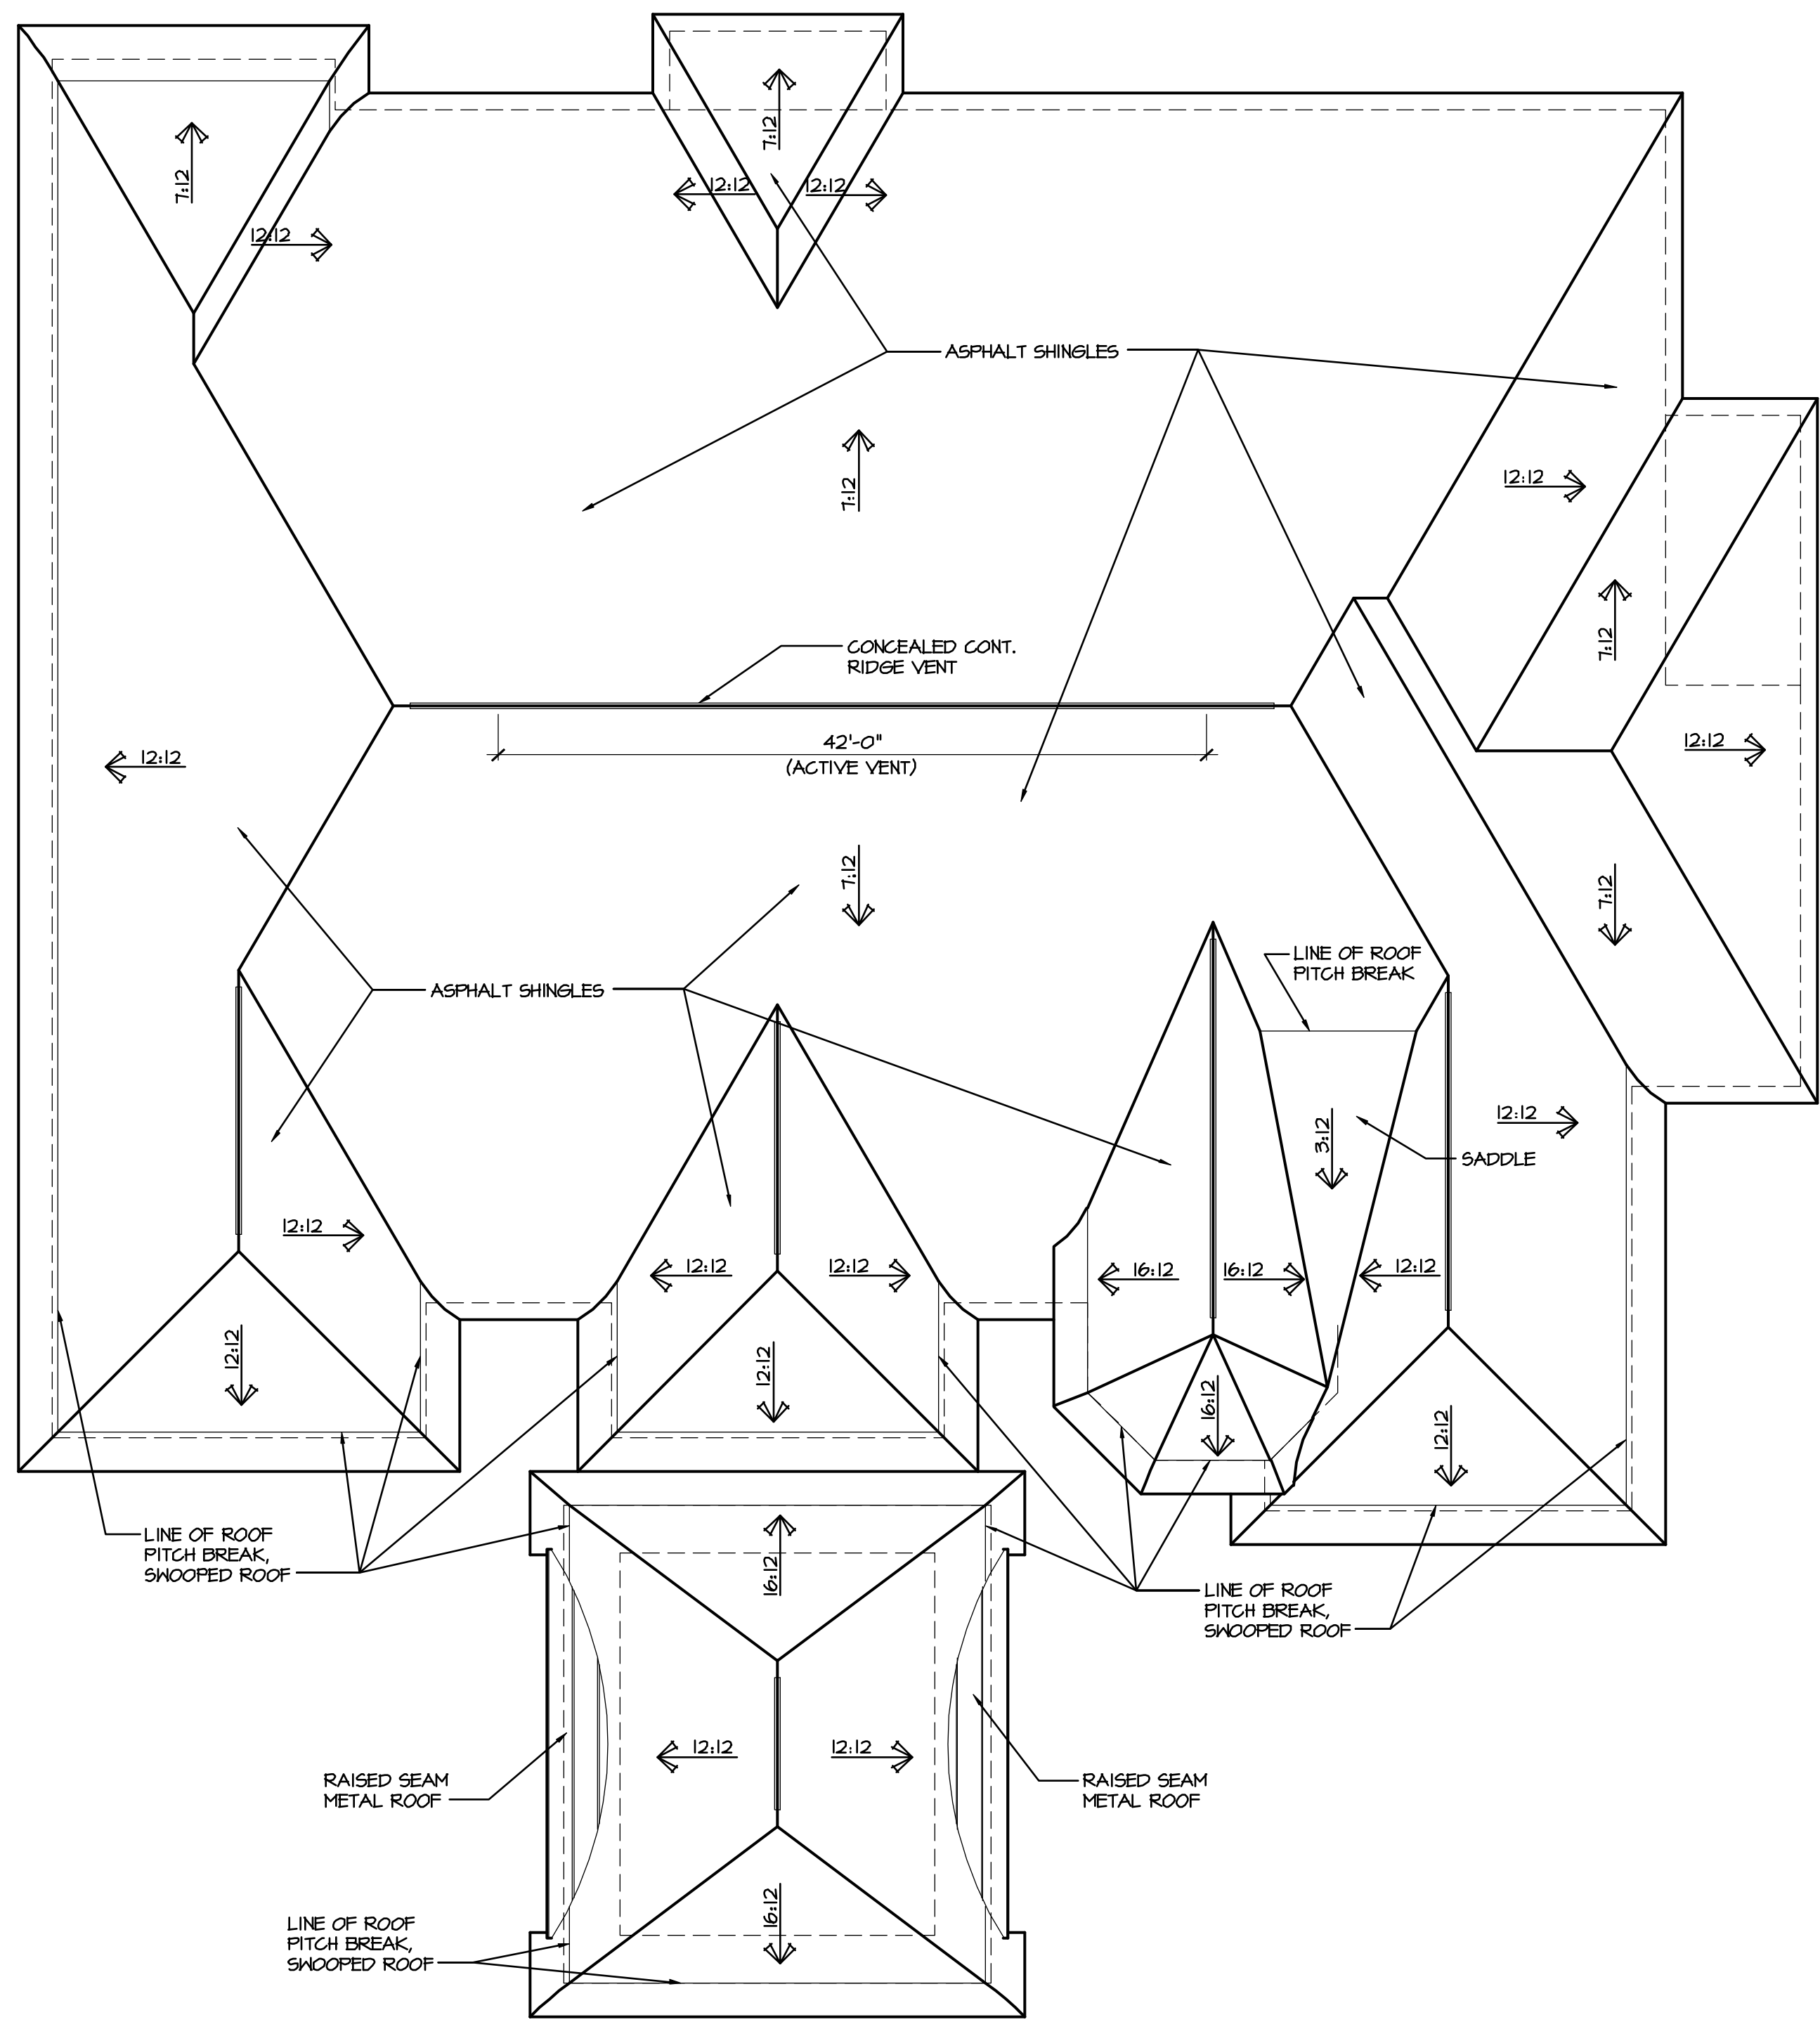 7:12
7:12
12:12
12:12
12:12
ASPHALT SHINGLES
12:12
7:12
7:12
CONCEALED CONT.
RIDGE VENT
42'-0"
(ACTIVE VENT)
12:12
12:12
7:12
7:12
LINE OF ROOF
PITCH BREAK
ASPHALT SHINGLES
12:12
3:12
SADDLE
12:12
12:12
12:12
16:12
16:12
12:12
12:12
12:12
16:12
12:12
LINE OF ROOF
PITCH BREAK,
SWOOPED ROOF
16:12
LINE OF ROOF
PITCH BREAK,
SWOOPED ROOF
12:12
12:12
RAISED SEAM
METAL ROOF
RAISED SEAM
METAL ROOF
16:12
LINE OF ROOF
PITCH BREAK,
SWOOPED ROOF